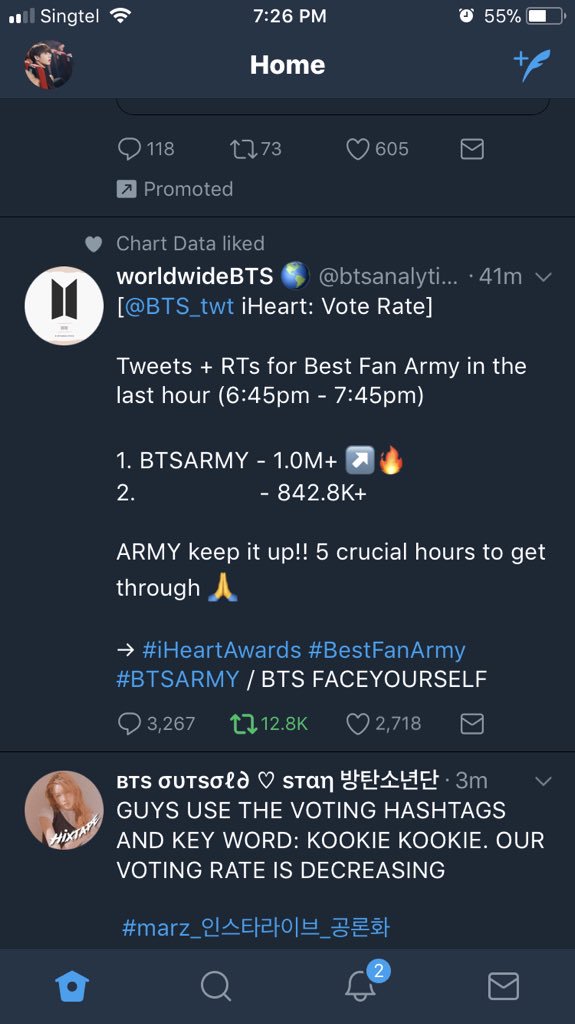 Singtel 7:26 PM 55%
Home
118 73 605
Promoted
Chart Data liked
worldwideBTS 🌎 @btsanalyti... · 41m
[@BTS_twt iHeart: Vote Rate]
Tweets + RTs for Best Fan Army in the
last hour (6:45pm - 7:45pm)
1. BTSARMY - 1.0M+ ↗️🔥
2. - 842.8K+
ARMY keep it up!! 5 crucial hours to get
through 🙏
→ #iHeartAwards #BestFanArmy
#BTSARMY / BTS FACEYOURSELF
3,267 12.8K 2,718
втs συтsσℓ∂ ♡ sтαη 방탄소년단 · 3m
HiXTAPE
GUYS USE THE VOTING HASHTAGS
AND KEY WORD: KOOKIE KOOKIE. OUR
VOTING RATE IS DECREASING
#marz_인스타라이브_공론화
2